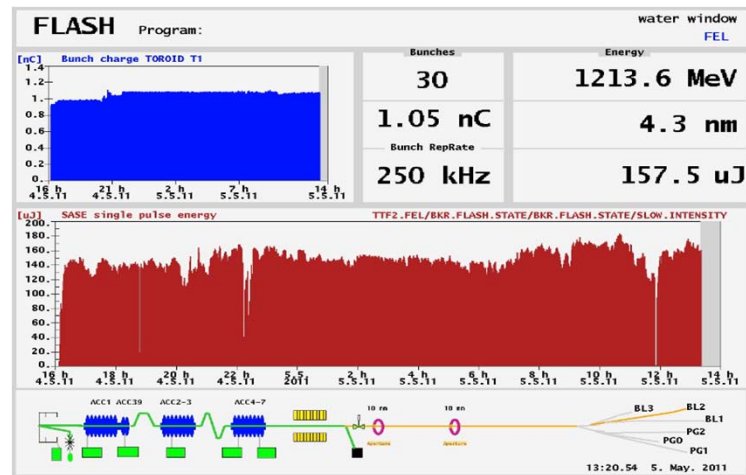 FLASH Program:
water window
FEL
[nC] Bunch charge TOROID T1
1.4
1.2
1.
0.8
0.6
0.4
0.2
0.
16 h 21 h 2 h 7 h 14 h
4.5.11 4.5.11 5.5.11 5.5.11 5.5.11
Bunches
30
1.05 nC
Bunch RepRate
250 kHz
Energy
1213.6 MeV
4.3 nm
157.5 uJ
[uJ] SASE single pulse energy TTF2.FEL/BKR.FLASH.STATE/BKR.FLASH.STATE/SLOW.INTENSITY
200.
180.
160.
140.
120.
100.
80.
60.
40.
20.
0.
16 h 18 h 20 h 22 h 5.5. 2 h 4 h 6 h 8 h 10 h 12 h 14 h
4.5.11 4.5.11 4.5.11 4.5.11 2011 5.5.11 5.5.11 5.5.11 5.5.11 5.5.11 5.5.11 5.5.11
ACC1 ACC39 ACC2-3 ACC4-7
10 mm 10 mm
Aperture Aperture
BL3 BL2
BL1
PG2
PG0
PG1
13:20.54 5. May. 2011